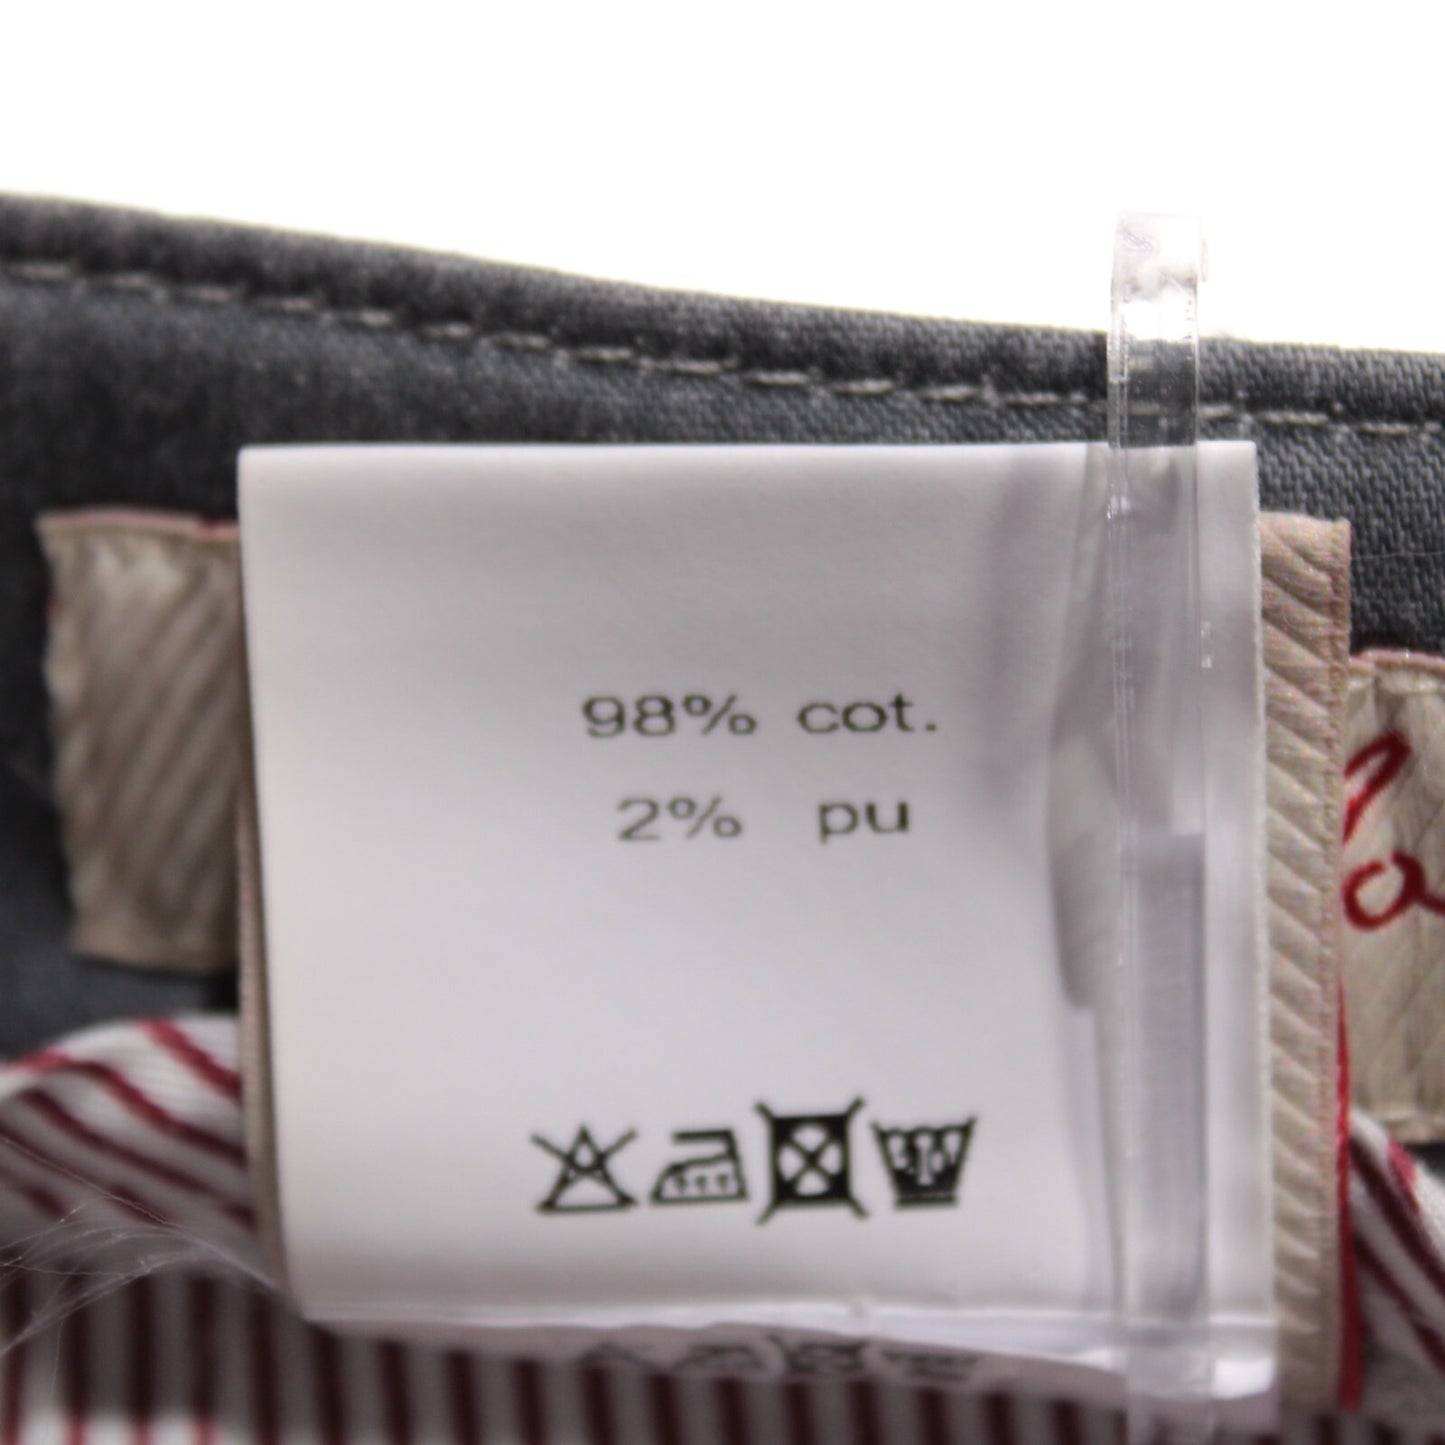 98% cot.
2% pu